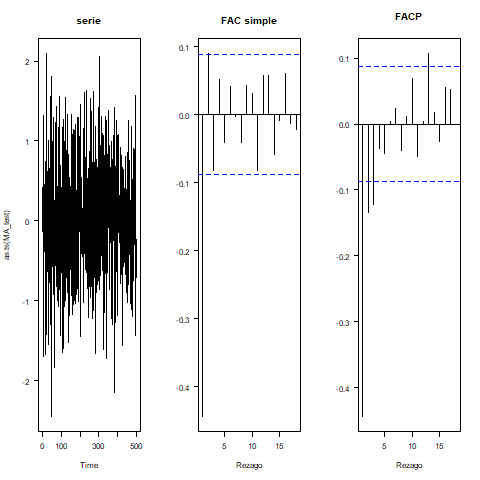 serie
FAC simple
FACP
as.ts(MA_test)
2
1
0
-1
-2
0 100 300 500
Time
0.1
0.0
-0.1
-0.2
-0.3
-0.4
5 10 15
Rezago
0.1
0.0
-0.1
-0.2
-0.3
-0.4
5 10 15
Rezago